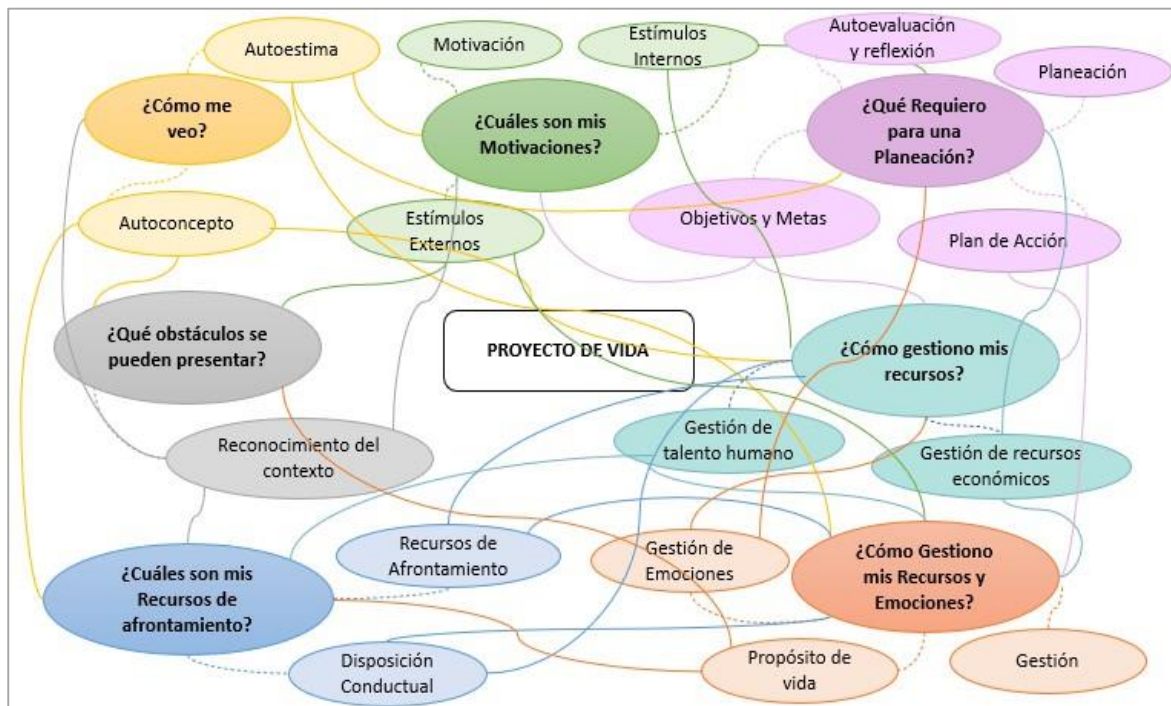 Autoestima
Motivación
Estímulos
Internos
Autoevaluación
y reflexión
Planeación
¿Cómo me
veo?
¿Cuáles son mis
Motivaciones?
¿Qué Requiero
para una
Planeación?
Autoconcepto
Estímulos
Externos
Objetivos y Metas
Plan de Acción
¿Qué obstáculos se
pueden presentar?
PROYECTO DE VIDA
¿Cómo gestiono mis
recursos?
Reconocimiento del
contexto
Gestión de
talento humano
Gestión de recursos
económicos
¿Cuáles son mis
Recursos de
afrontamiento?
Recursos de
Afrontamiento
Gestión de
Emociones
¿Cómo Gestiono
mis Recursos y
Emociones?
Disposición
Conductual
Propósito de
vida
Gestión